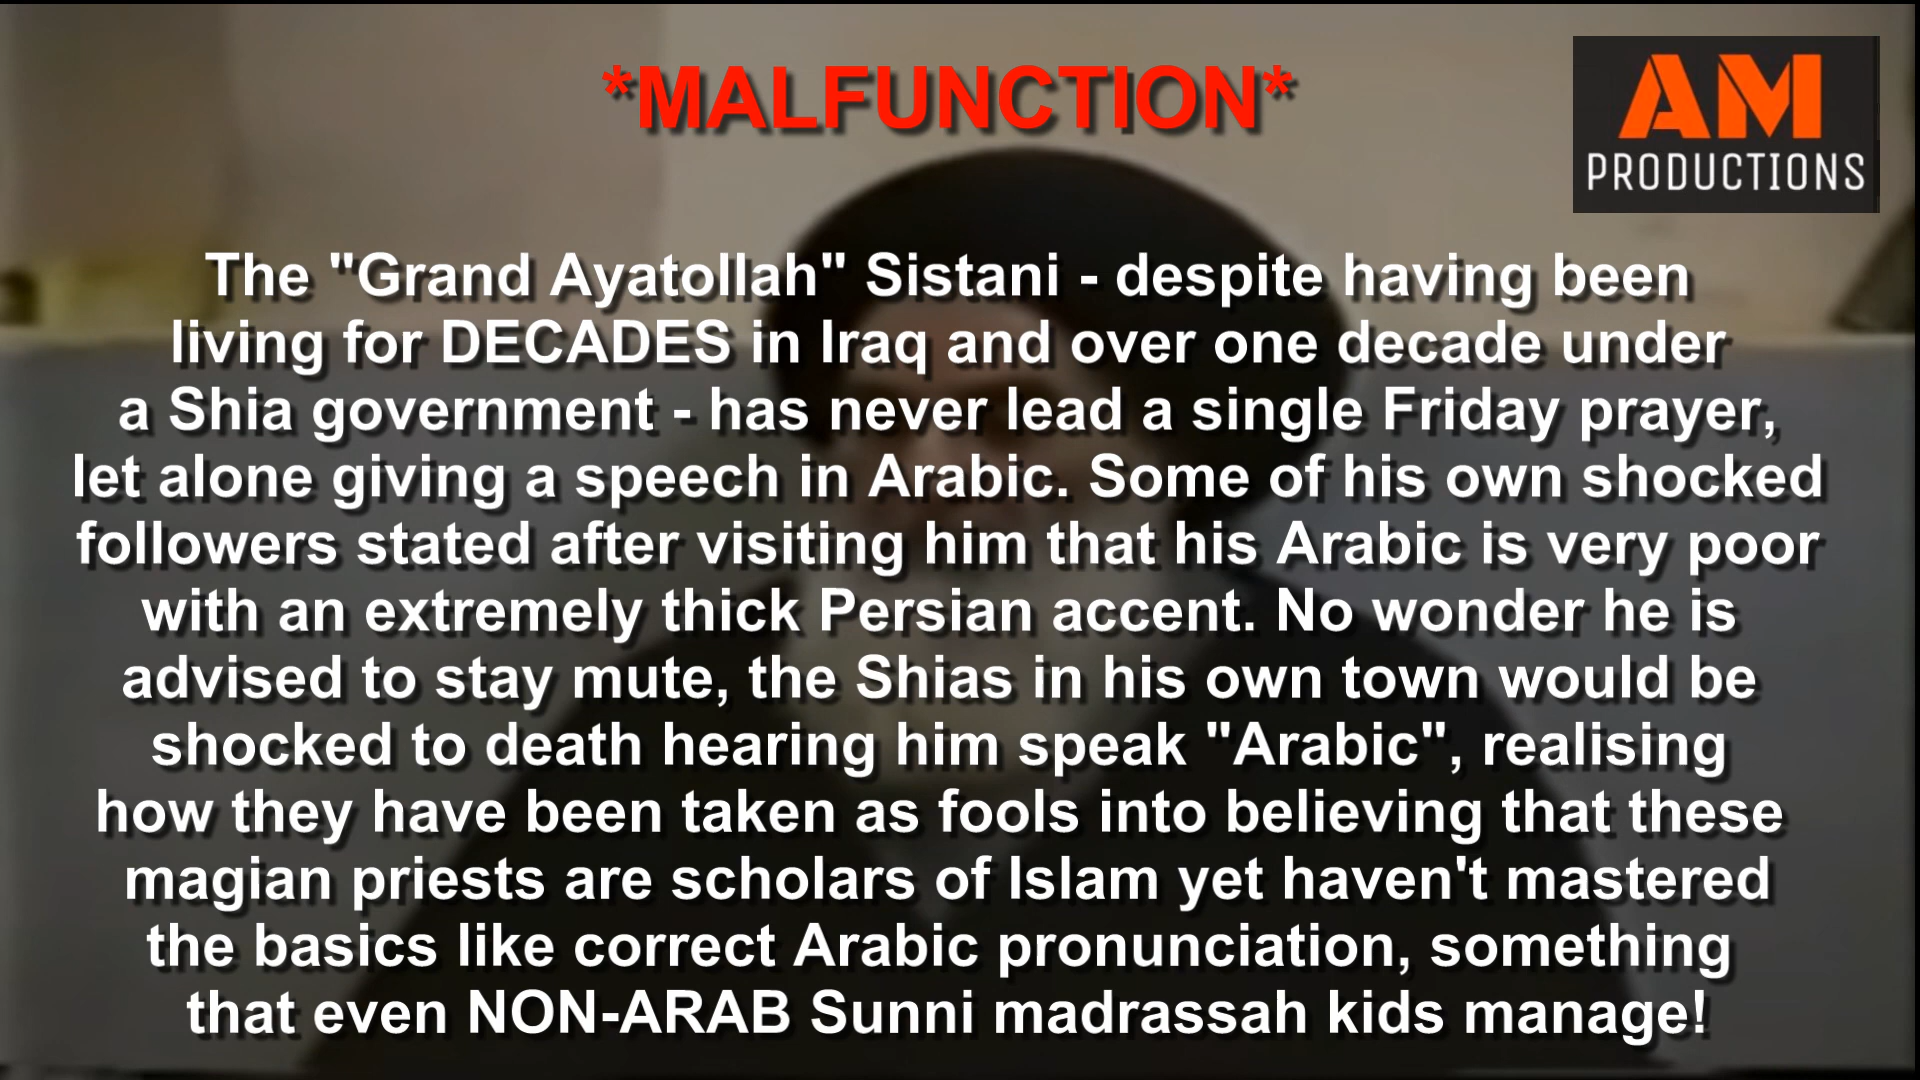 *MALFUNCTION*
AM
PRODUCTIONS
The "Grand Ayatollah" Sistani - despite having been
living for DECADES in Iraq and over one decade under
a Shia government - has never lead a single Friday prayer,
let alone giving a speech in Arabic. Some of his own shocked
followers stated after visiting him that his Arabic is very poor
with an extremely thick Persian accent. No wonder he is
advised to stay mute, the Shias in his own town would be
shocked to death hearing him speak "Arabic", realising
how they have been taken as fools into believing that these
magian priests are scholars of Islam yet haven't mastered
the basics like correct Arabic pronunciation, something
that even NON-ARAB Sunni madrassah kids manage!